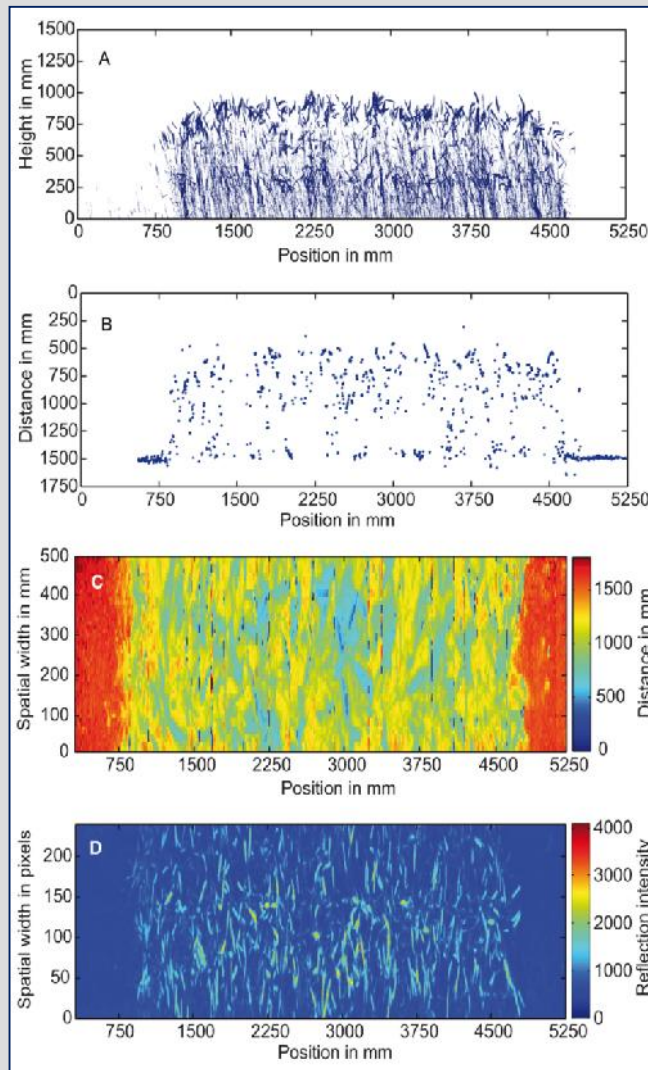 1500
1250
1000
750
500
250
0
Height in mm
A
0 750 1500 2250 3000 3750 4500 5250
Position in mm
0
250
500
750
1000
1250
1500
1750
Distance in mm
B
0 750 1500 2250 3000 3750 4500 5250
Position in mm
500
400
300
200
100
0
Spatial width in mm
C
750 1500 2250 3000 3750 4500 5250
Position in mm
1500
1000
500
0
Distance in mm
200
150
100
50
0
Spatial width in pixels
D
750 1500 2250 3000 3750 4500 5250
Position in mm
4000
3000
2000
1000
0
Reflection intensity